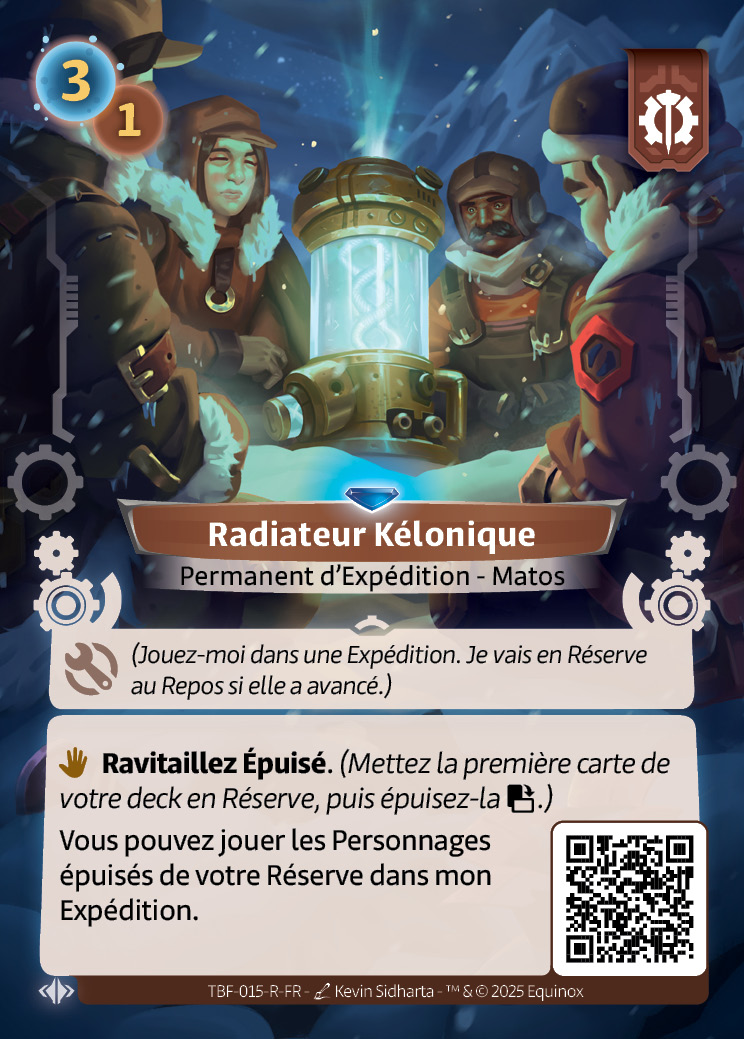 3
1
Radiateur Kélonique
Permanent d’Expédition - Matos
(Jouez-moi dans une Expédition. Je vais en Réserve
au Repos si elle a avancé.)
Ravitaillez Épuisé. (Mettez la première carte de
votre deck en Réserve, puis épuisez-la .)
Vous pouvez jouer les Personnages
épuisés de votre Réserve dans mon
Expédition.
TBF-015-R-FR - Kevin Sidharta - ™ & © 2025 Equinox